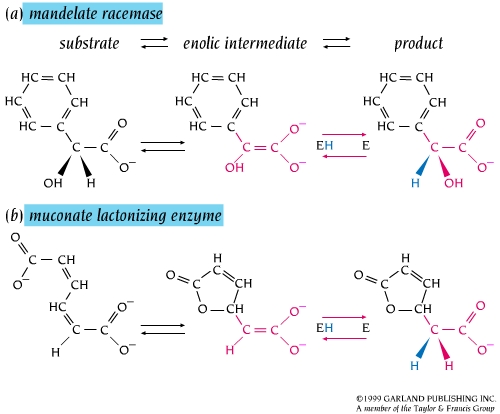 (a) mandelate racemase
substrate enolic intermediate product
HC=CH HC=CH HC=CH
HC CH HC CH HC CH
HC=C O HC=C O⁻ HC=C O
C—C C=C EH E C—C
OH H O⁻ OH O⁻ H OH O⁻
(b) muconate lactonizing enzyme
O H H
C—CH O C=CH O C=CH
O⁻ CH C C
HC O O—CH O⁻ O—CH O
C—C C=C EH E C—C
H O⁻ H O⁻ H H O⁻
©1999 GARLAND PUBLISHING INC.
A member of the Taylor & Francis Group